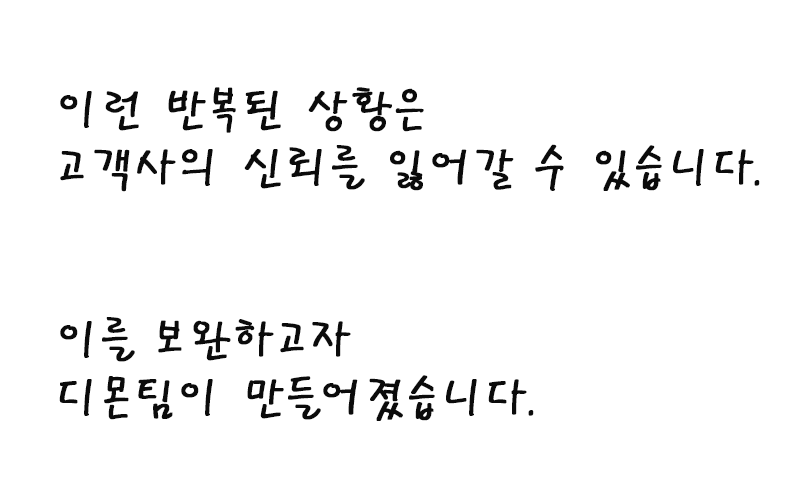 이런 반복된 상황은
고객사의 신뢰를 잃어갈 수 있습니다.
이를 보완하고자
디몬팀이 만들어졌습니다.